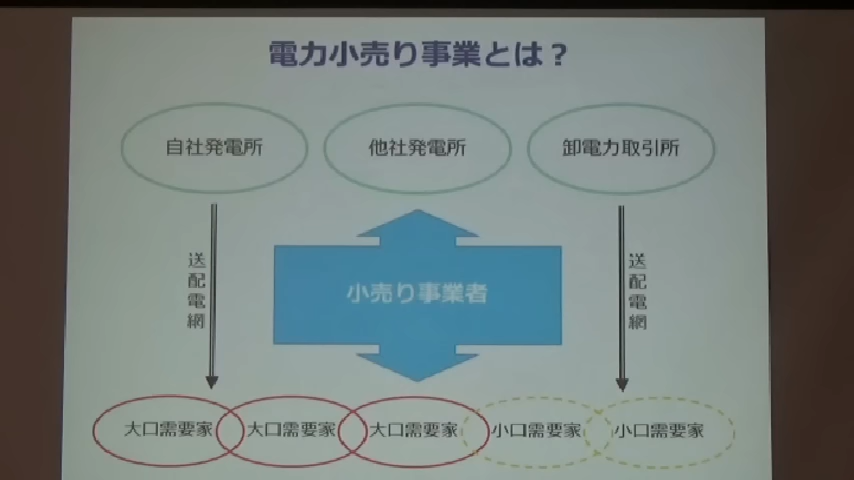 電力小売り事業とは？
自社発電所
他社発電所
卸電力取引所
送配電網
小売り事業者
送配電網
大口需要家
大口需要家
大口需要家
小口需要家
小口需要家